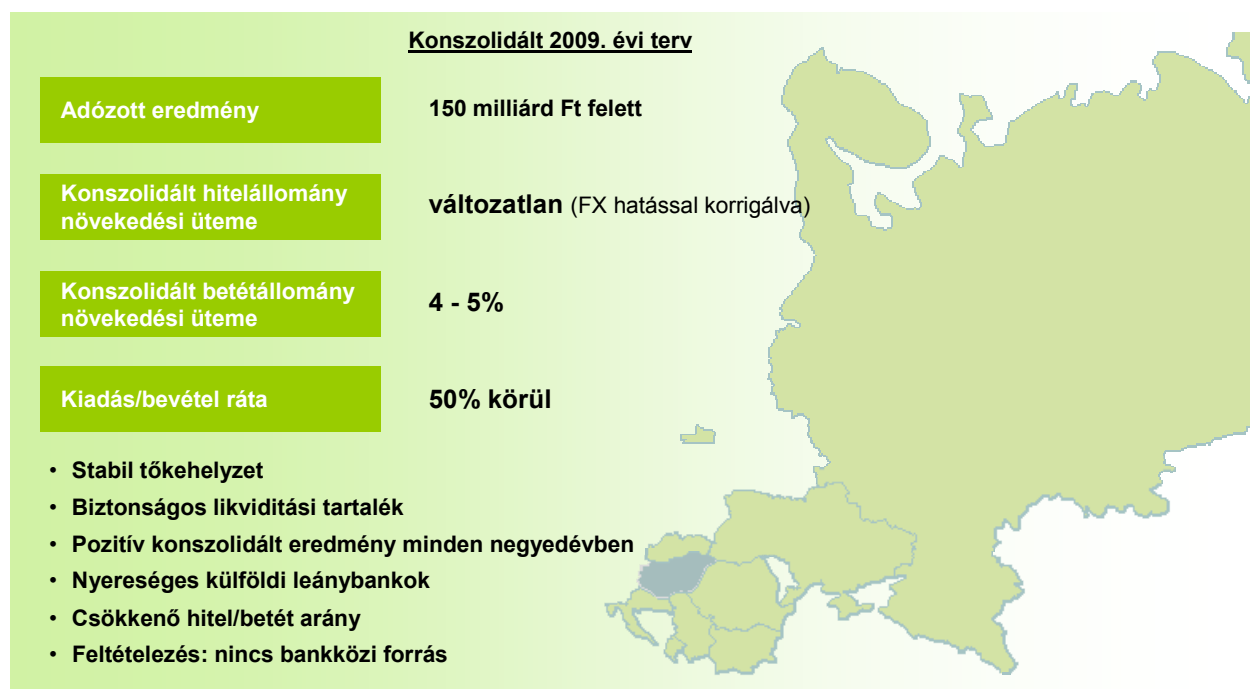 Konszolidált 2009. évi terv
Adózott eredmény
150 milliárd Ft felett
Konszolidált hitelállomány
növekedési üteme
változatlan (FX hatással korrigálva)
Konszolidált betétállomány
növekedési üteme
4 - 5%
Kiadás/bevétel ráta
50% körül
• Stabil tőkehelyzet
• Biztonságos likviditási tartalék
• Pozitív konszolidált eredmény minden negyedévben
• Nyereséges külföldi leánybankok
• Csökkenő hitel/betét arány
• Feltételezés: nincs bankközi forrás